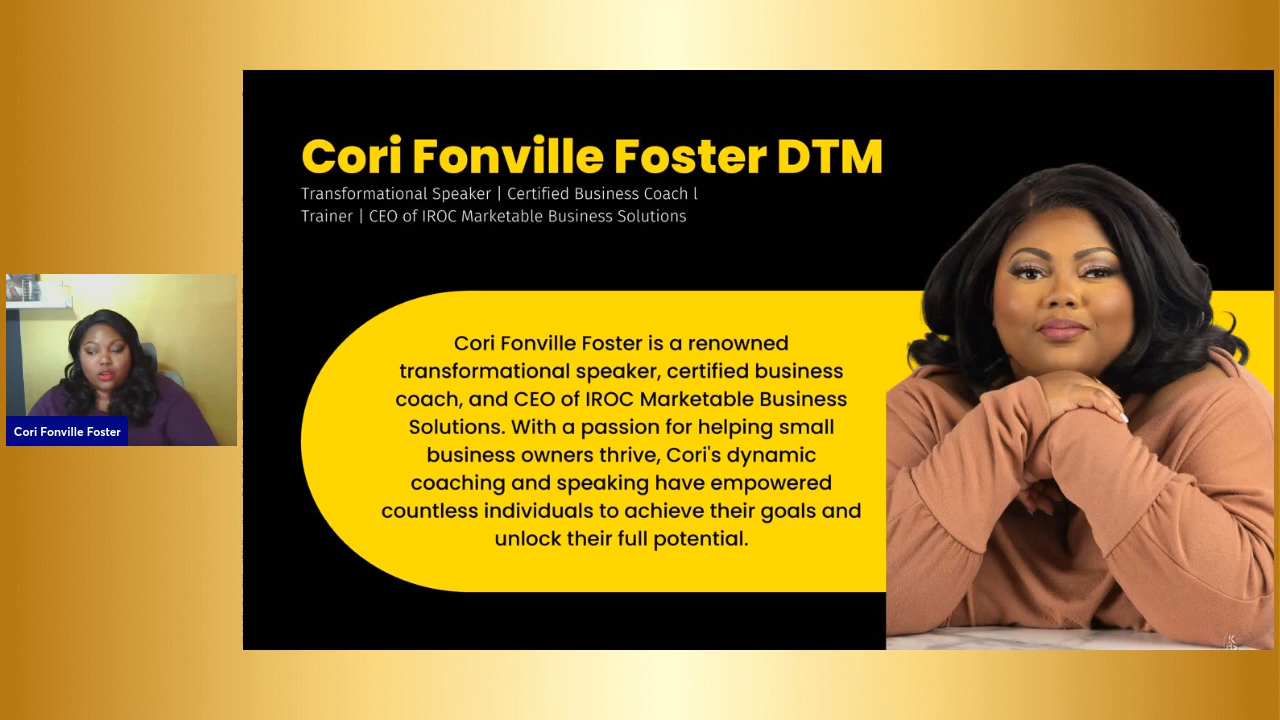 Cori Fonville Foster DTM
Transformational Speaker | Certified Business Coach l
Trainer | CEO of IROC Marketable Business Solutions
Cori Fonville Foster is a renowned
transformational speaker, certified business
coach, and CEO of IROC Marketable Business
Solutions. With a passion for helping small
business owners thrive, Cori's dynamic
coaching and speaking have empowered
countless individuals to achieve their goals and
unlock their full potential.
Cori Fonville Foster